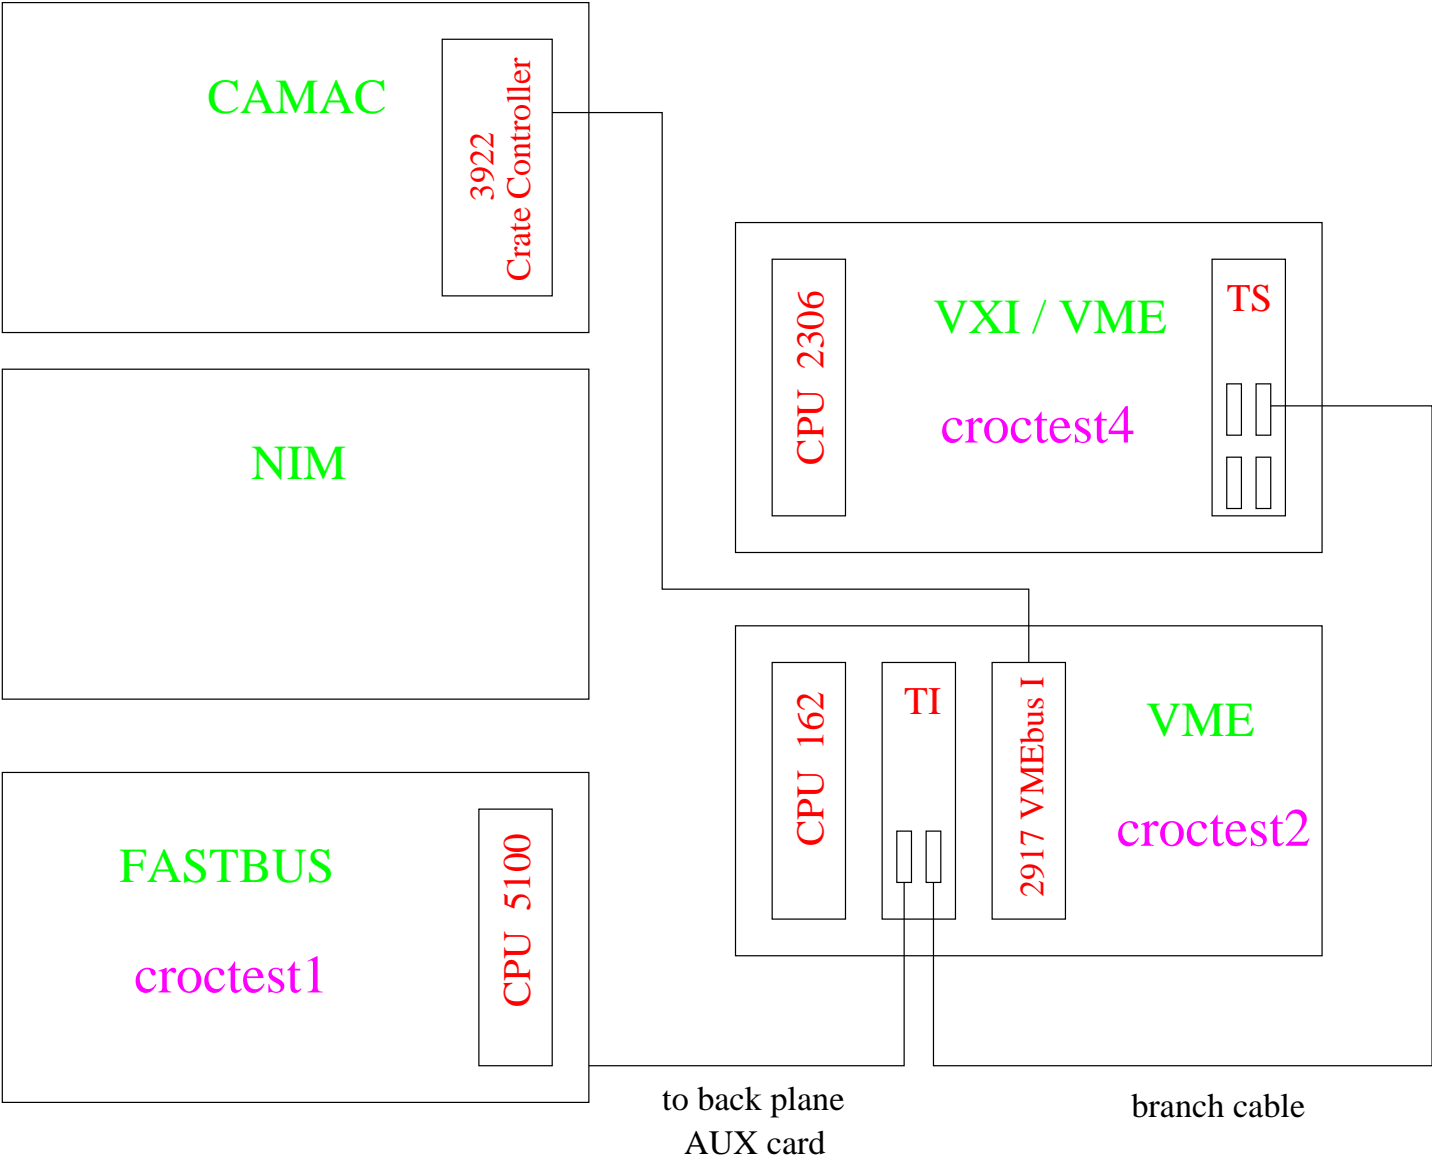 CAMAC
3922
Crate Controller
NIM
FASTBUS
croctest1
CPU 5100
VXI / VME
croctest4
CPU 2306
TS
CPU 162
TI
2917 VMEbus I
VME
croctest2
to back plane
AUX card
branch cable